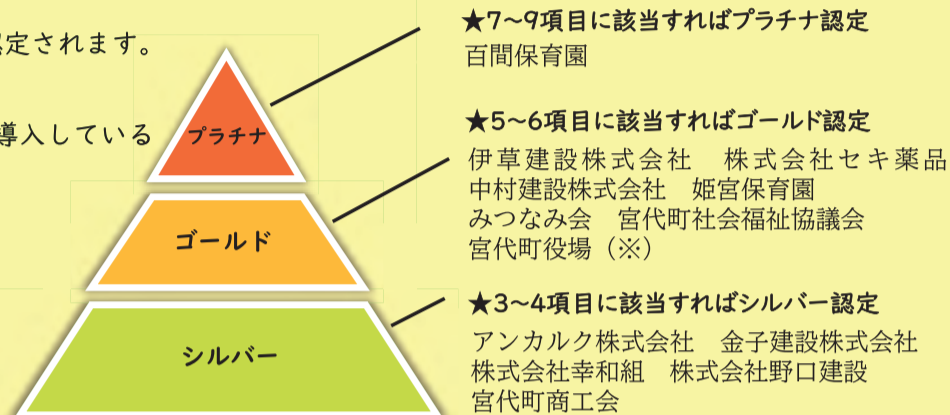 定されます。
導入している
プラチナ
ゴールド
シルバー
★7~9項目に該当すればプラチナ認定
百間保育園
★5~6項目に該当すればゴールド認定
伊草建設株式会社　株式会社セキ薬品
中村建設株式会社　姫宮保育園
みつなみ会　宮代町社会福祉協議会
宮代町役場（※）
★3~4項目に該当すればシルバー認定
アンカルク株式会社　金子建設株式会社
株式会社幸和組　株式会社野口建設
宮代町商工会